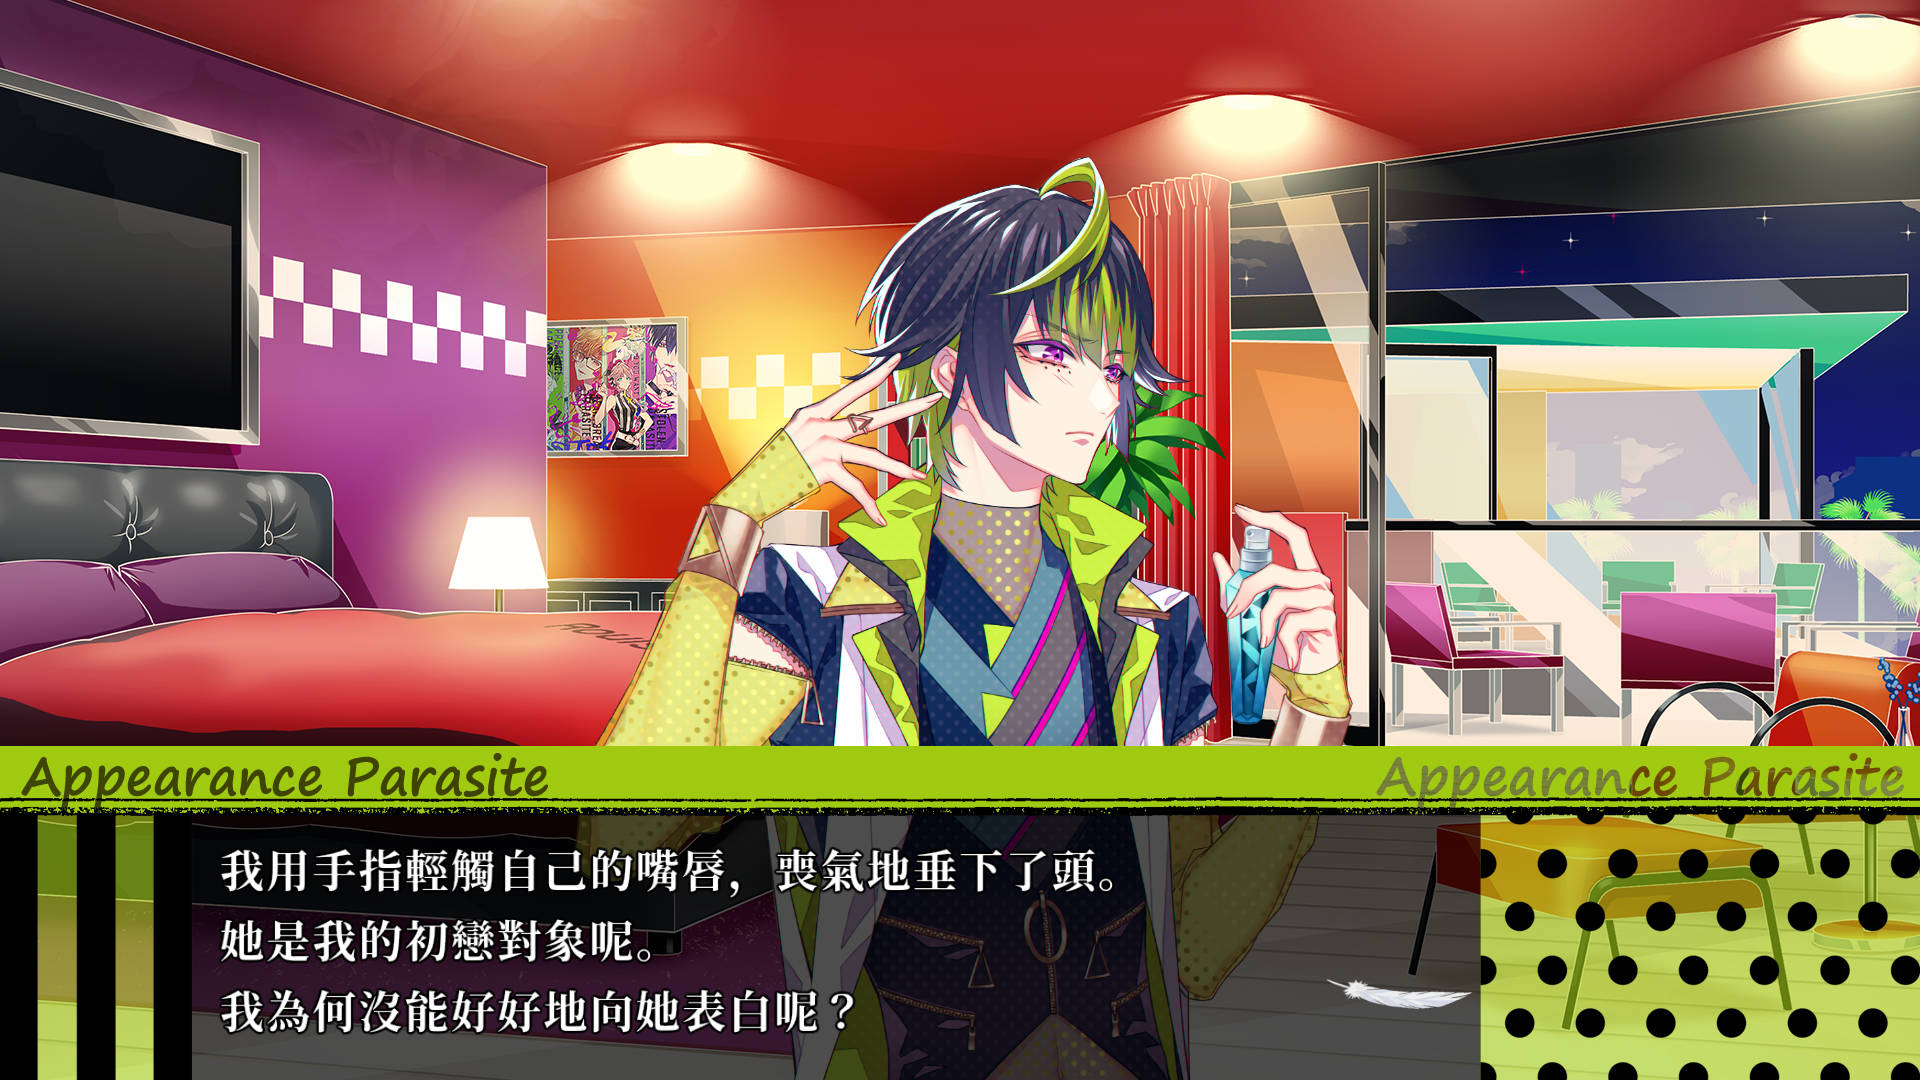 Appearance Parasite
Appearance Parasite
我用手指輕觸自己的嘴唇，喪氣地垂下了頭。
她是我的初戀對象呢。
我為何沒能好好地向她表白呢？